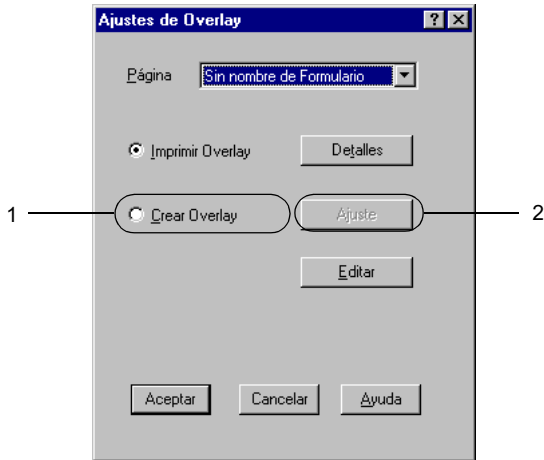 Ajustes de Overlay
Página Sin nombre de Formulario
Imprimir Overlay Detalles
1 Crear Overlay Ajuste 2
Editar
Aceptar Cancelar Ayuda